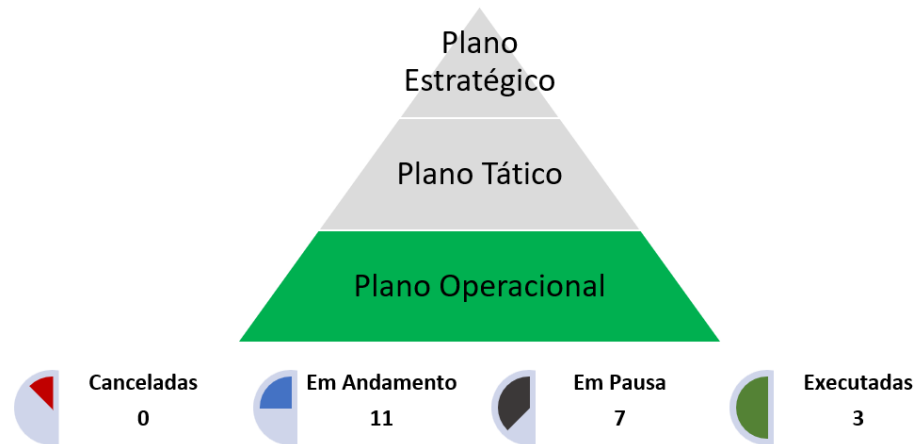 Plano
Estratégico
Plano Tático
Plano Operacional
Canceladas
0
Em Andamento
11
Em Pausa
7
Executadas
3